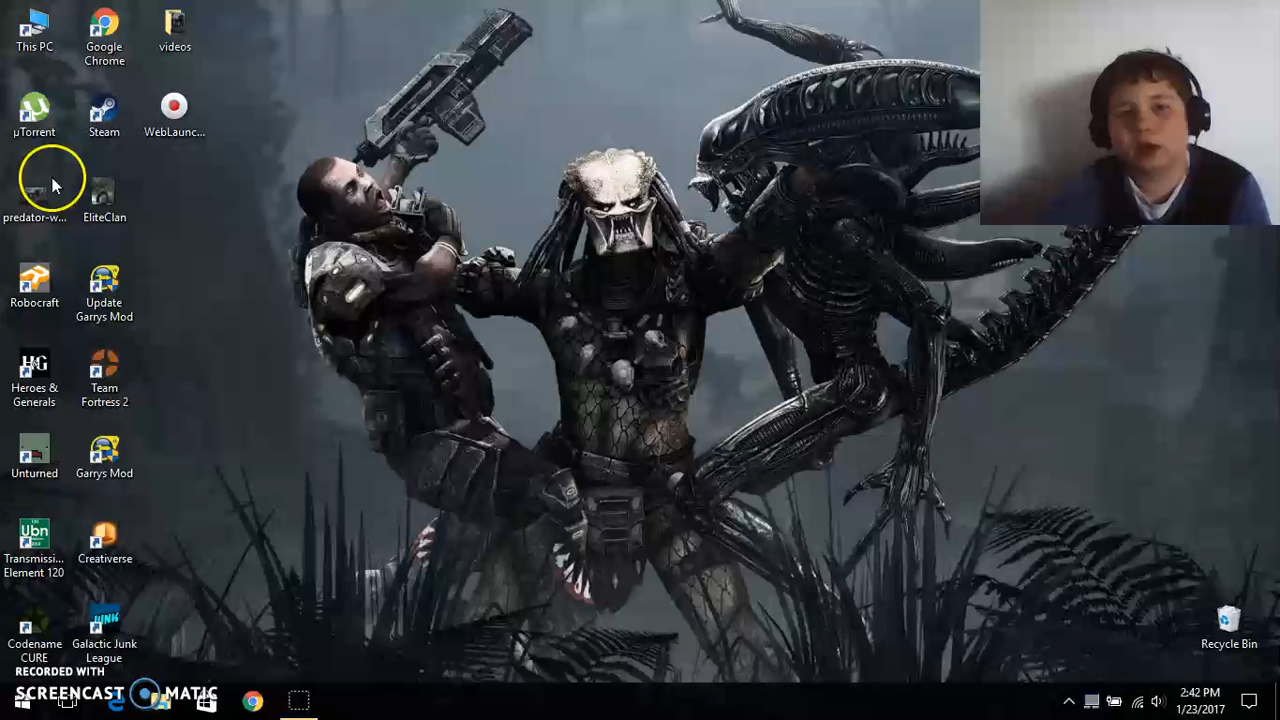 This PC
Google
Chrome
videos
µTorrent
Steam
WebLaunc...
predator-w...
EliteClan
Robocraft
Update
Garrys Mod
H&G
Heroes &
Generals
Team
Fortress 2
Unturned
Garrys Mod
Ubn
Transmissi...
Element 120
Creativerse
JUNK
Codename
CURE
Galactic Junk
League
Recycle Bin
RECORDED WITH
SCREENCAST MATIC
2:42 PM
1/23/2017